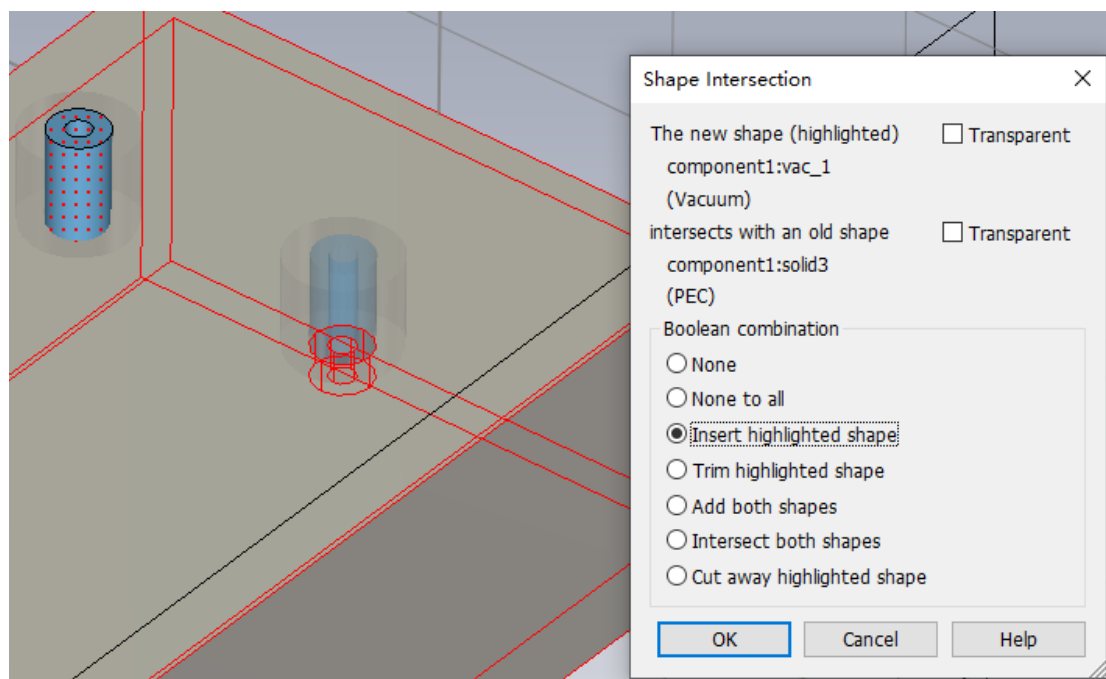 Shape Intersection
The new shape (highlighted)
Transparent
component1:vac_1
(Vacuum)
intersects with an old shape
Transparent
component1:solid3
(PEC)
Boolean combination
None
None to all
Insert highlighted shape
Trim highlighted shape
Add both shapes
Intersect both shapes
Cut away highlighted shape
OK
Cancel
Help